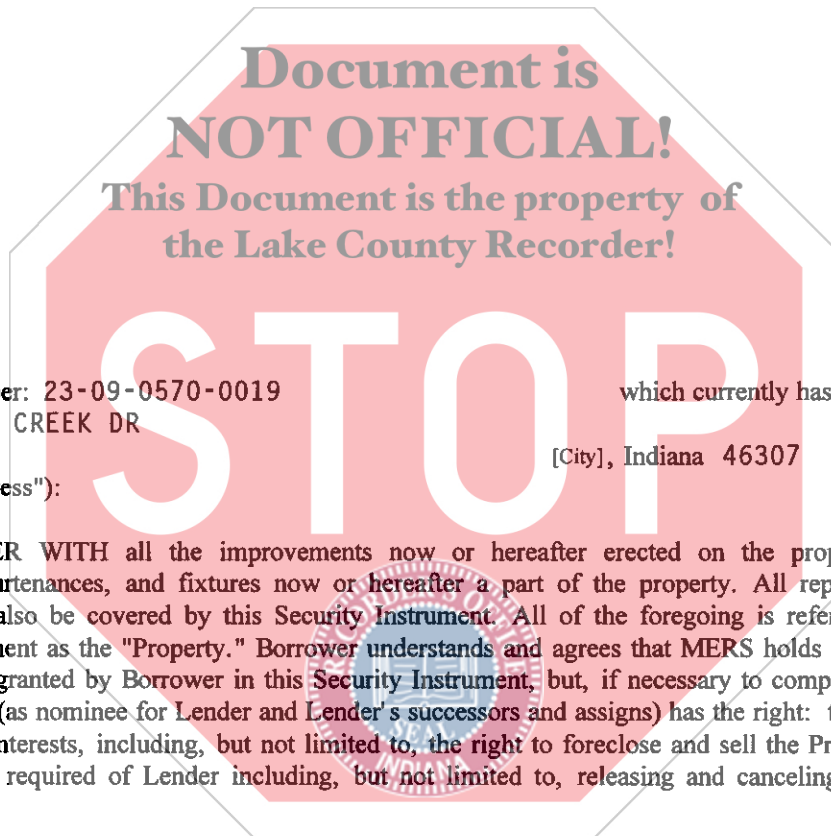 Document is
NOT OFFICIAL!
This Document is the property of
the Lake County Recorder!
STOP
er: 23-09-0570-0019 which currently has
CREEK DR
[City], Indiana 46307
ess"):
ER WITH all the improvements now or hereafter erected on the prop
rtenances, and fixtures now or hereafter a part of the property. All rep
also be covered by this Security Instrument. All of the foregoing is refer
ent as the "Property." Borrower understands and agrees that MERS holds
granted by Borrower in this Security Instrument, but, if necessary to comp
(as nominee for Lender and Lender's successors and assigns) has the right: t
nterests, including, but not limited to, the right to foreclose and sell the Pr
required of Lender including, but not limited to, releasing and canceling
SEAL
INDIANA